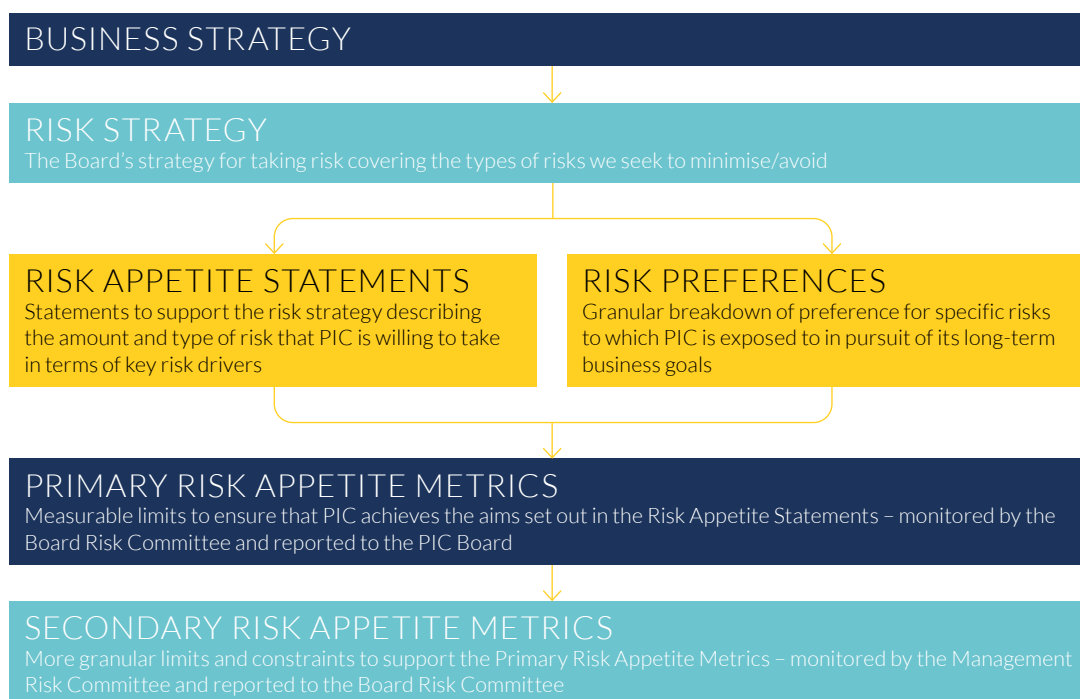 BUSINESS STRATEGY
RISK STRATEGY
The Board's strategy for taking risk covering the types of risks we seek to minimise/avoid
RISK APPETITE STATEMENTS
Statements to support the risk strategy describing
the amount and type of risk that PIC is willing to take
in terms of key risk drivers
RISK PREFERENCES
Granular breakdown of preference for specific risks
to which PIC is exposed to in pursuit of its long-term
business goals
PRIMARY RISK APPETITE METRICS
Measurable limits to ensure that PIC achieves the aims set out in the Risk Appetite Statements – monitored by the
Board Risk Committee and reported to the PIC Board
SECONDARY RISK APPETITE METRICS
More granular limits and constraints to support the Primary Risk Appetite Metrics – monitored by the Management
Risk Committee and reported to the Board Risk Committee